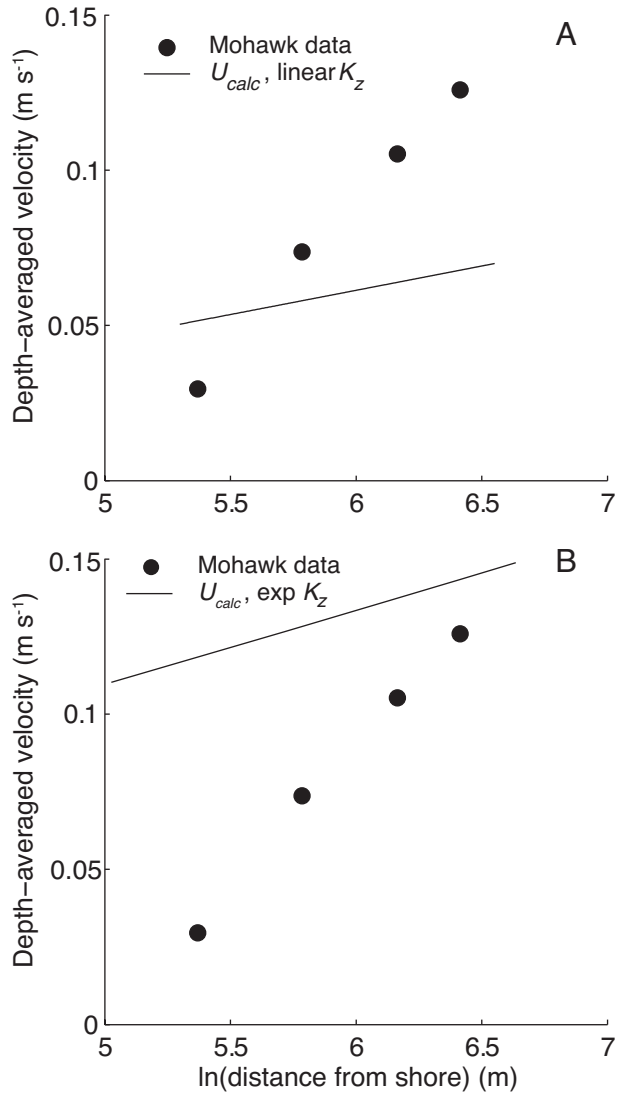 A
Mohawk data
U_calc, linear K_z
Depth–averaged velocity (m s⁻¹)
0.15
0.1
0.05
0
5 5.5 6 6.5 7
B
Mohawk data
U_calc, exp K_z
Depth–averaged velocity (m s⁻¹)
0.15
0.1
0.05
0
5 5.5 6 6.5 7
ln(distance from shore) (m)